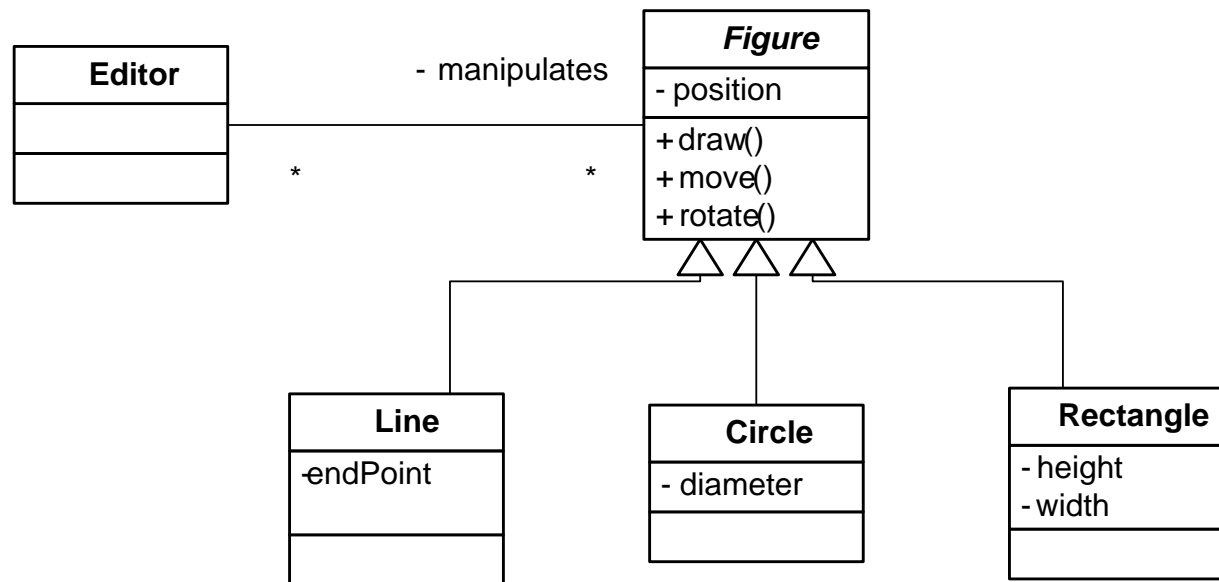 Editor
- manipulates
*
*
Figure
- position
+ draw()
+ move()
+ rotate()
Line
-endPoint
Circle
- diameter
Rectangle
- height
- width